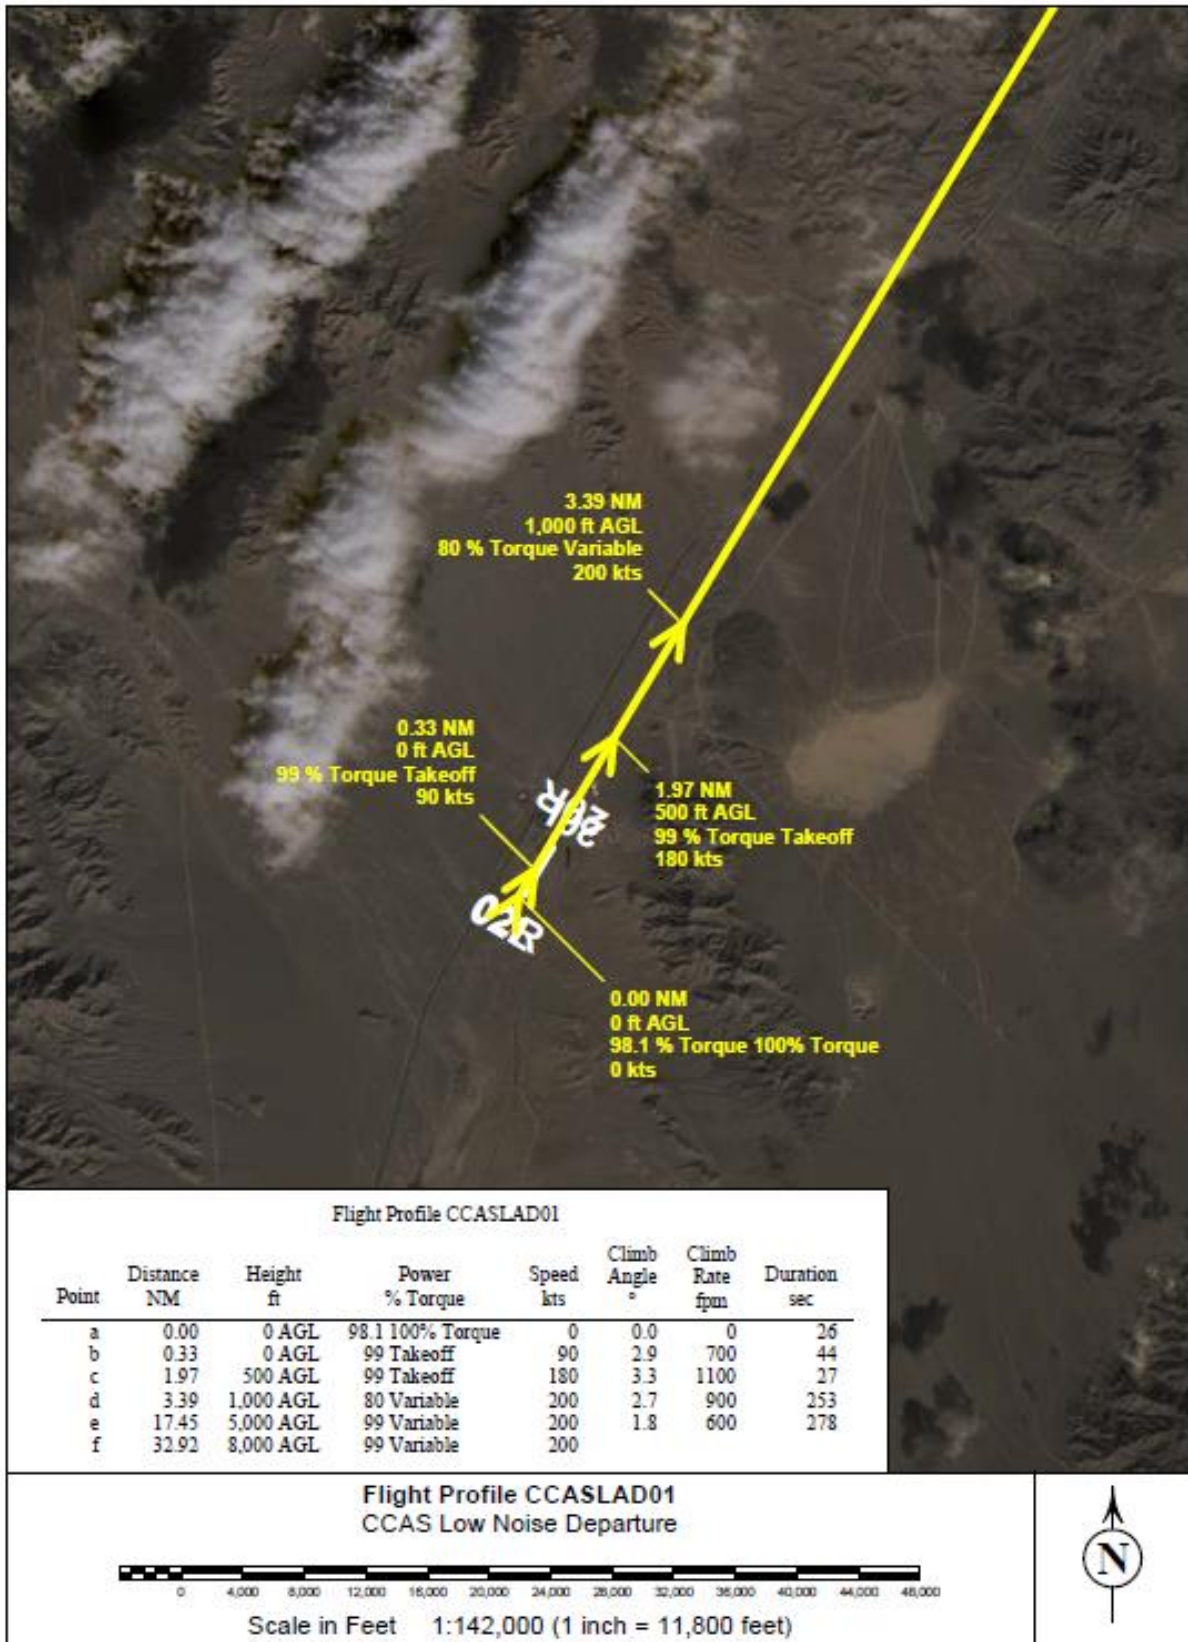 3.39 NM
1,000 ft AGL
80 % Torque Variable
200 kts
0.33 NM
0 ft AGL
99 % Torque Takeoff
90 kts
1.97 NM
500 ft AGL
99 % Torque Takeoff
180 kts
02R
0.00 NM
0 ft AGL
98.1 % Torque 100% Torque
0 kts
Flight Profile CCASLAD01
Point Distance NM Height ft Power % Torque Speed kts Climb Angle ° Climb Rate fpm Duration sec
a 0.00 0 AGL 98.1 100% Torque 0 0.0 0 26
b 0.33 0 AGL 99 Takeoff 90 2.9 700 44
c 1.97 500 AGL 99 Takeoff 180 3.3 1100 27
d 3.39 1,000 AGL 80 Variable 200 2.7 900 253
e 17.45 5,000 AGL 99 Variable 200 1.8 600 278
f 32.92 8,000 AGL 99 Variable 200
Flight Profile CCASLAD01
CCAS Low Noise Departure
0 4,000 8,000 12,000 16,000 20,000 24,000 28,000 32,000 36,000 40,000 44,000 48,000
Scale in Feet 1:142,000 (1 inch = 11,800 feet)
N